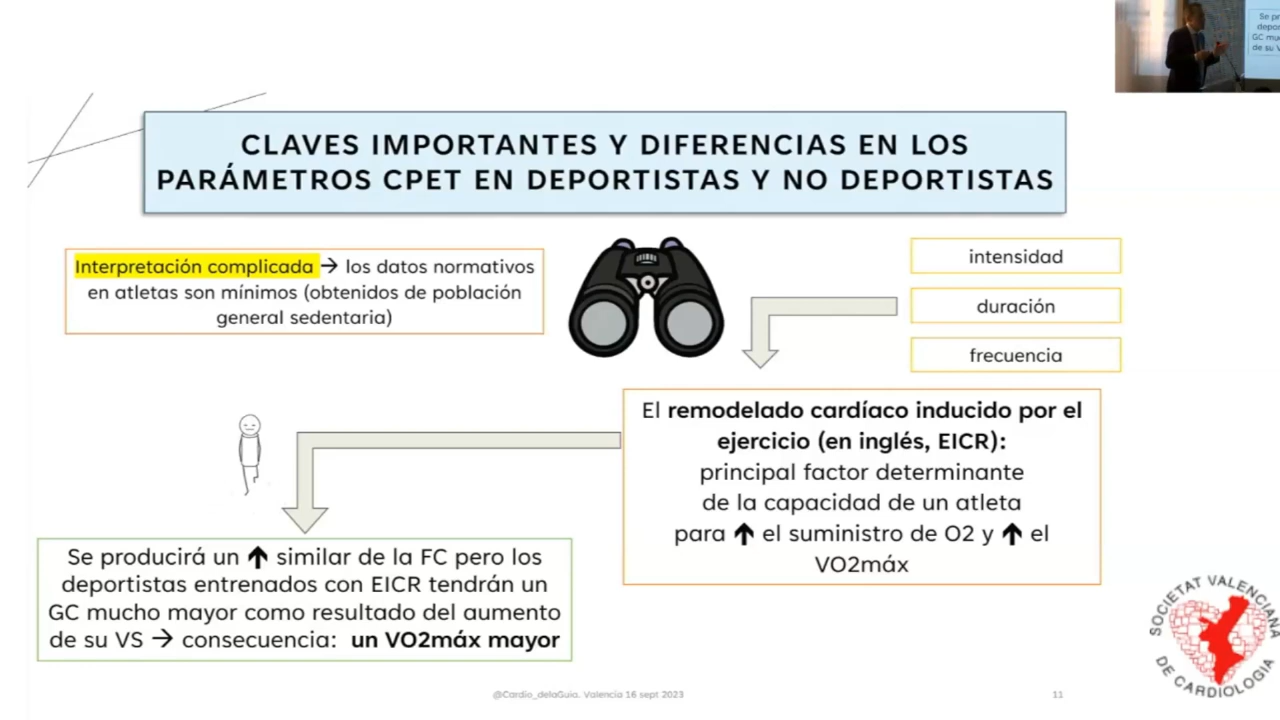 CLAVES IMPORTANTES Y DIFERENCIAS EN LOS
PARÁMETROS CPET EN DEPORTISTAS Y NO DEPORTISTAS
Interpretación complicada → los datos normativos
en atletas son mínimos (obtenidos de población
general sedentaria)
intensidad
duración
frecuencia
El remodelado cardíaco inducido por el
ejercicio (en inglés, EICR):
principal factor determinante
de la capacidad de un atleta
para ↑ el suministro de O2 y ↑ el
VO2máx
Se producirá un ↑ similar de la FC pero los
deportistas entrenados con EICR tendrán un
GC mucho mayor como resultado del aumento
de su VS → consecuencia: un VO2máx mayor
@Cardio_delaGuia. Valencia 16 sept 2023
11
SOCIETAT VALENCIANA
DE CARDIOLOGIA